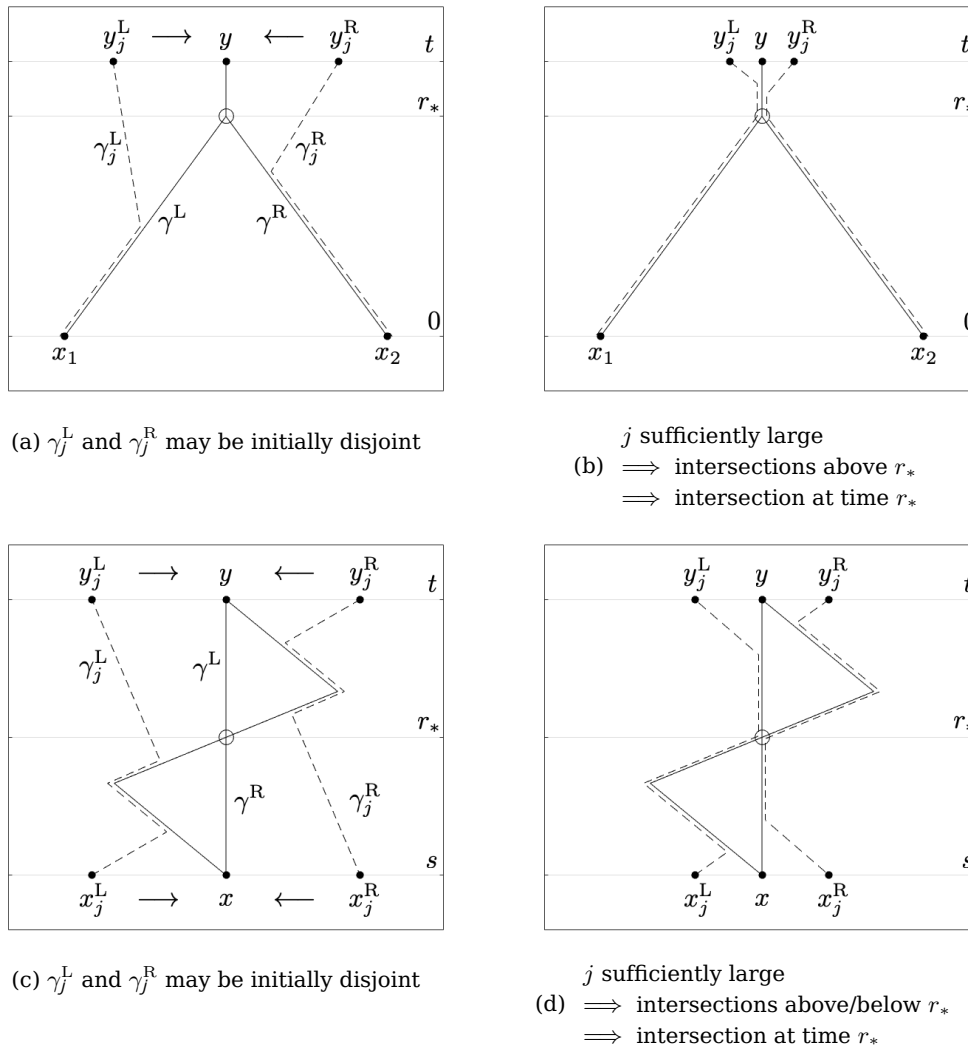 y_j^L → y ← y_j^R t
y_j^L y y_j^R t
r_*
r_*
γ_j^L γ_j^R
γ^L γ^R
0
0
x_1 x_2
x_1 x_2
(a) γ_j^L and γ_j^R may be initially disjoint
j sufficiently large
(b) ⟹ intersections above r_*
⟹ intersection at time r_*
y_j^L → y ← y_j^R t
y_j^L y y_j^R t
γ_j^L γ^L
r_*
r_*
γ^R γ_j^R
s
s
x_j^L → x ← x_j^R
x_j^L x x_j^R
(c) γ_j^L and γ_j^R may be initially disjoint
j sufficiently large
(d) ⟹ intersections above/below r_*
⟹ intersection at time r_*